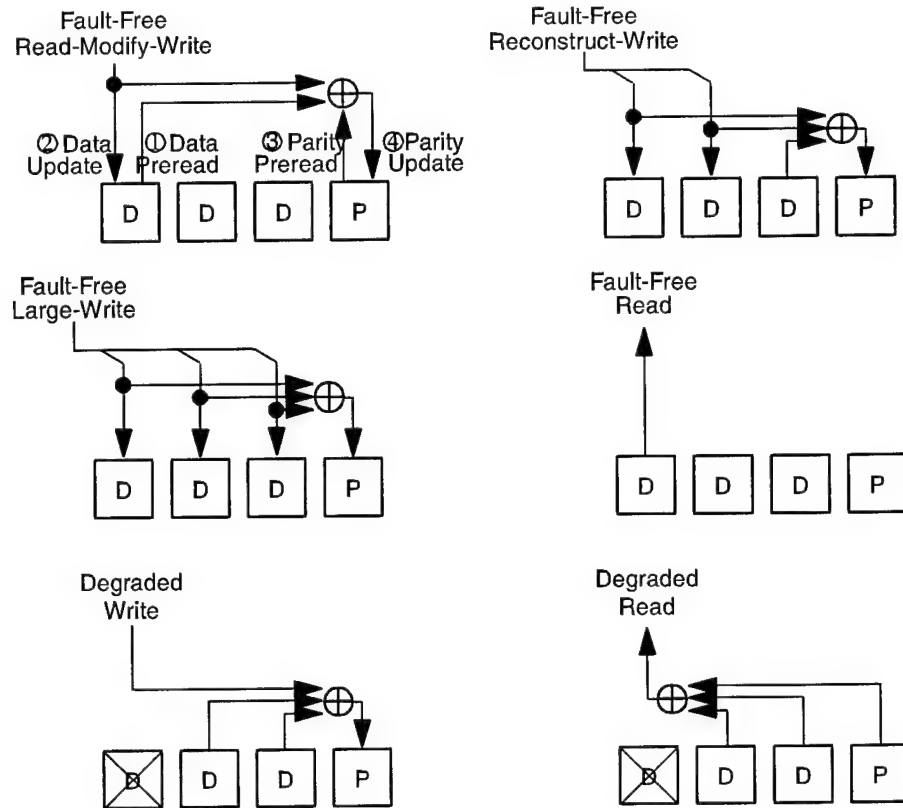 Fault-Free
Read-Modify-Write
② Data
Update
① Data
Preread
③ Parity
Preread
④ Parity
Update
D
D
D
P
Fault-Free
Reconstruct-Write
D
D
D
P
Fault-Free
Large-Write
D
D
D
P
Fault-Free
Read
D
D
D
P
Degraded
Write
D
D
D
P
Degraded
Read
D
D
D
P